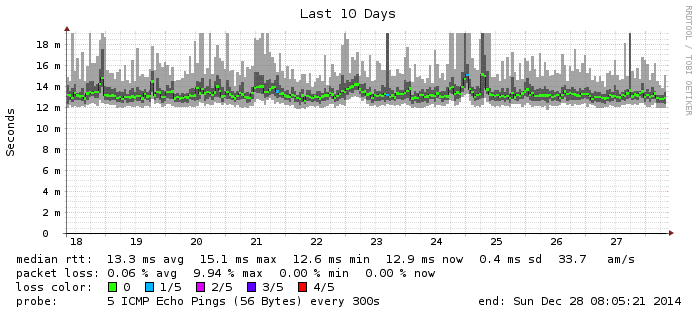 Last 10 Days
RRDTOOL / TOBI OETIKER
Seconds
18 m
16 m
14 m
12 m
10 m
8 m
6 m
4 m
2 m
0
18 19 20 21 22 23 24 25 26 27
median rtt: 13.3 ms avg 15.1 ms max 12.6 ms min 12.9 ms now 0.4 ms sd 33.7 am/s
packet loss: 0.06 % avg 9.94 % max 0.00 % min 0.00 % now
loss color: 0 1/5 2/5 3/5 4/5
probe: 5 ICMP Echo Pings (56 Bytes) every 300s end: Sun Dec 28 08:05:21 2014